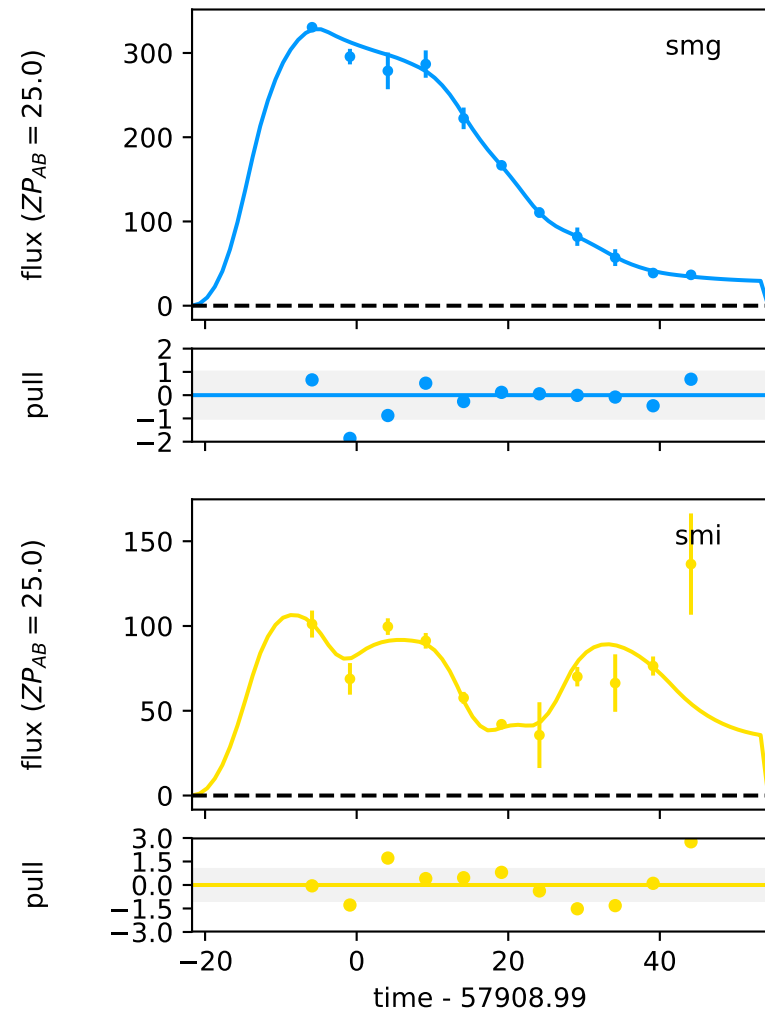 smg
flux (ZP_AB = 25.0)
300
200
100
0
pull
2
1
0
−1
−2
smi
flux (ZP_AB = 25.0)
150
100
50
0
pull
3.0
1.5
0.0
−1.5
−3.0
−20 0 20 40
time - 57908.99